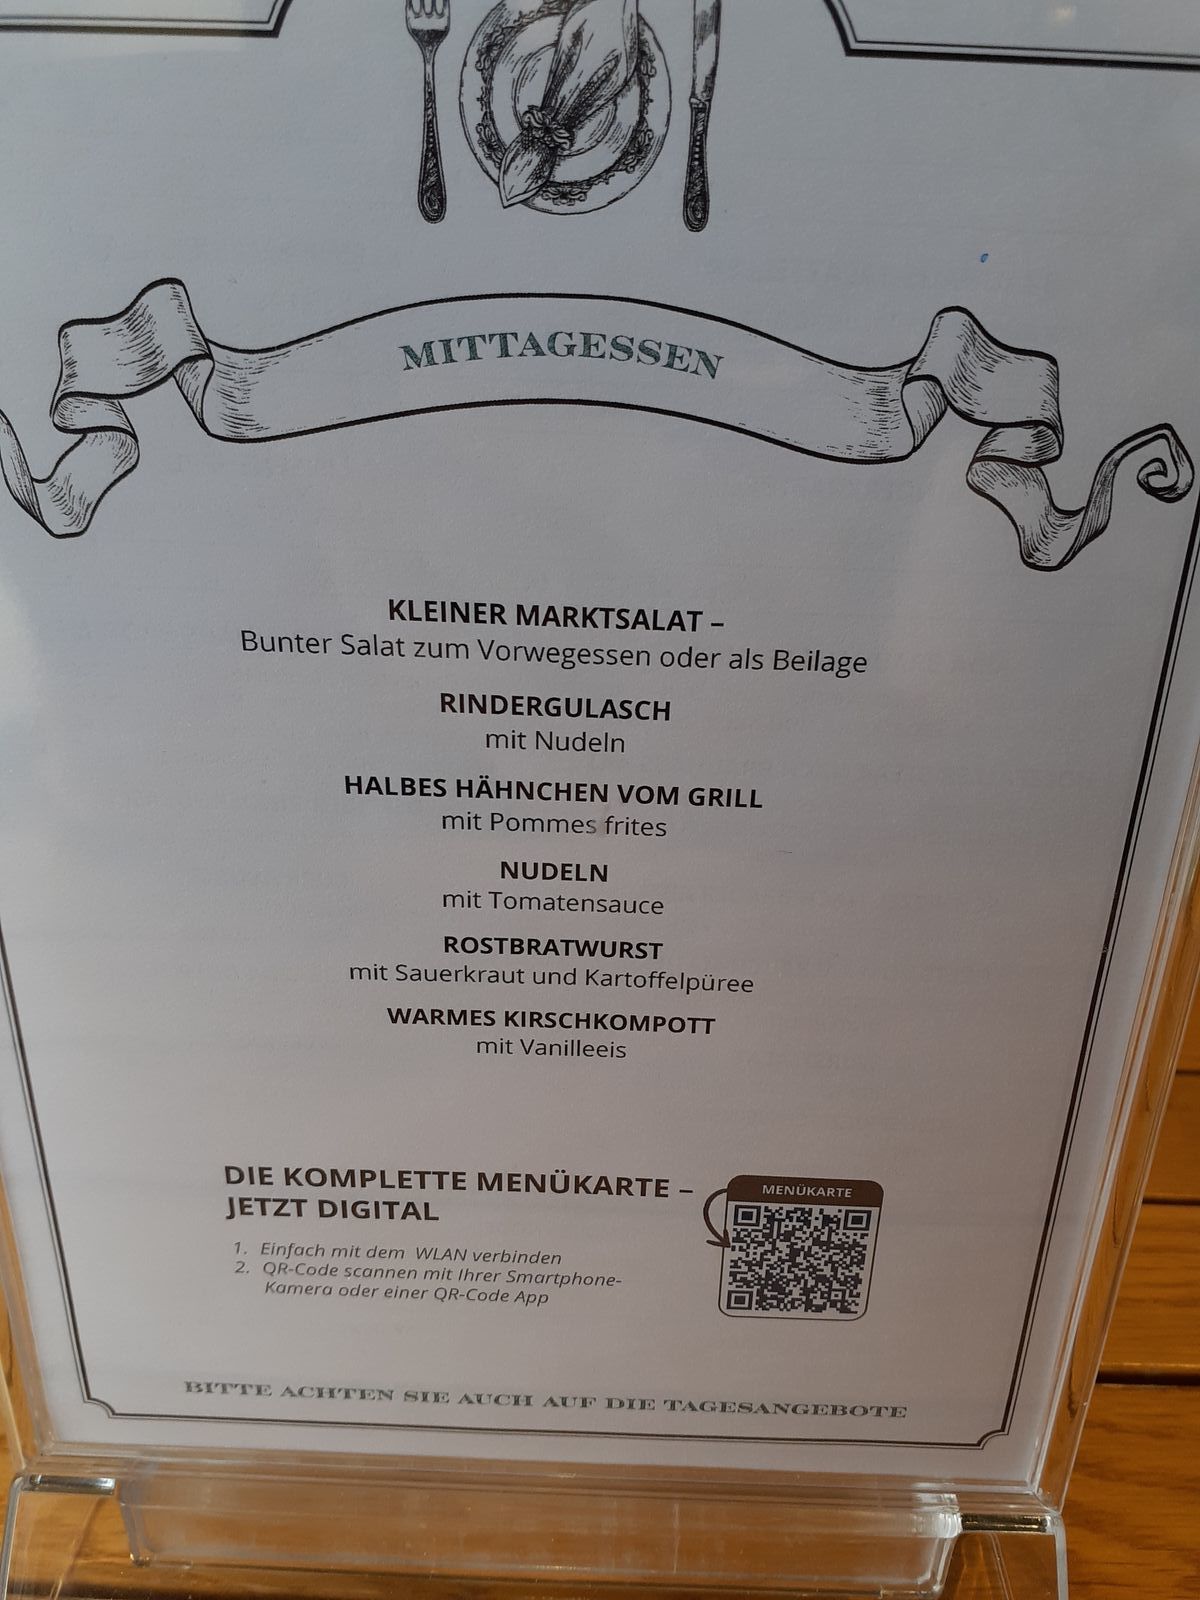 MITTAGESSEN
KLEINER MARKTSALAT –
Bunter Salat zum Vorwegessen oder als Beilage
RINDERGULASCH
mit Nudeln
HALBES HÄHNCHEN VOM GRILL
mit Pommes frites
NUDELN
mit Tomatensauce
ROSTBRATWURST
mit Sauerkraut und Kartoffelpüree
WARMES KIRSCHKOMPOTT
mit Vanilleeis
DIE KOMPLETTE MENÜKARTE –
JETZT DIGITAL
1. Einfach mit dem WLAN verbinden
2. QR-Code scannen mit Ihrer Smartphone-
Kamera oder einer QR-Code App
MENÜKARTE
BITTE ACHTEN SIE AUCH AUF DIE TAGESANGEBOTE